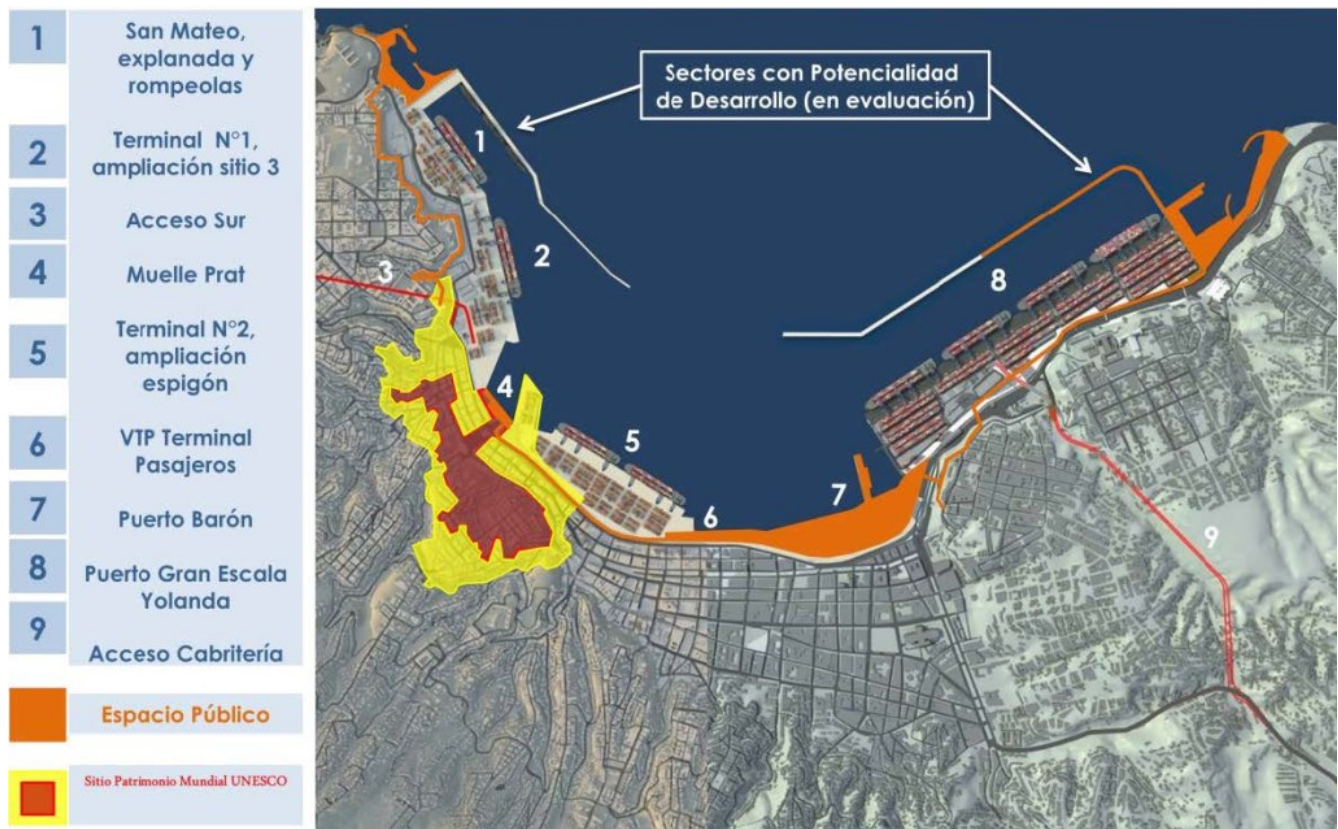 1
San Mateo,
explanada y
rompeolas
2
Terminal N°1,
ampliación sitio 3
3
Acceso Sur
4
Muelle Prat
5
Terminal N°2,
ampliación
espigón
6
VTP Terminal
Pasajeros
7
Puerto Barón
8
Puerto Gran Escala
Yolanda
9
Acceso Cabritería
Espacio Público
Sitio Patrimonio Mundial UNESCO
Sectores con Potencialidad
de Desarrollo (en evaluación)
1
2
3
4
5
6
7
8
9